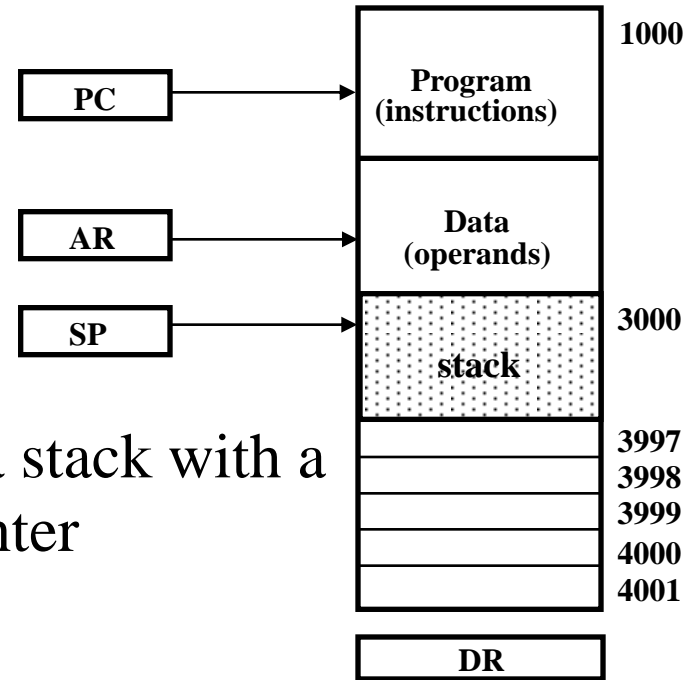 1000
PC
Program
(instructions)
AR
Data
(operands)
SP
3000
stack
3997
a stack with a
3998
3999
nter
4000
4001
DR